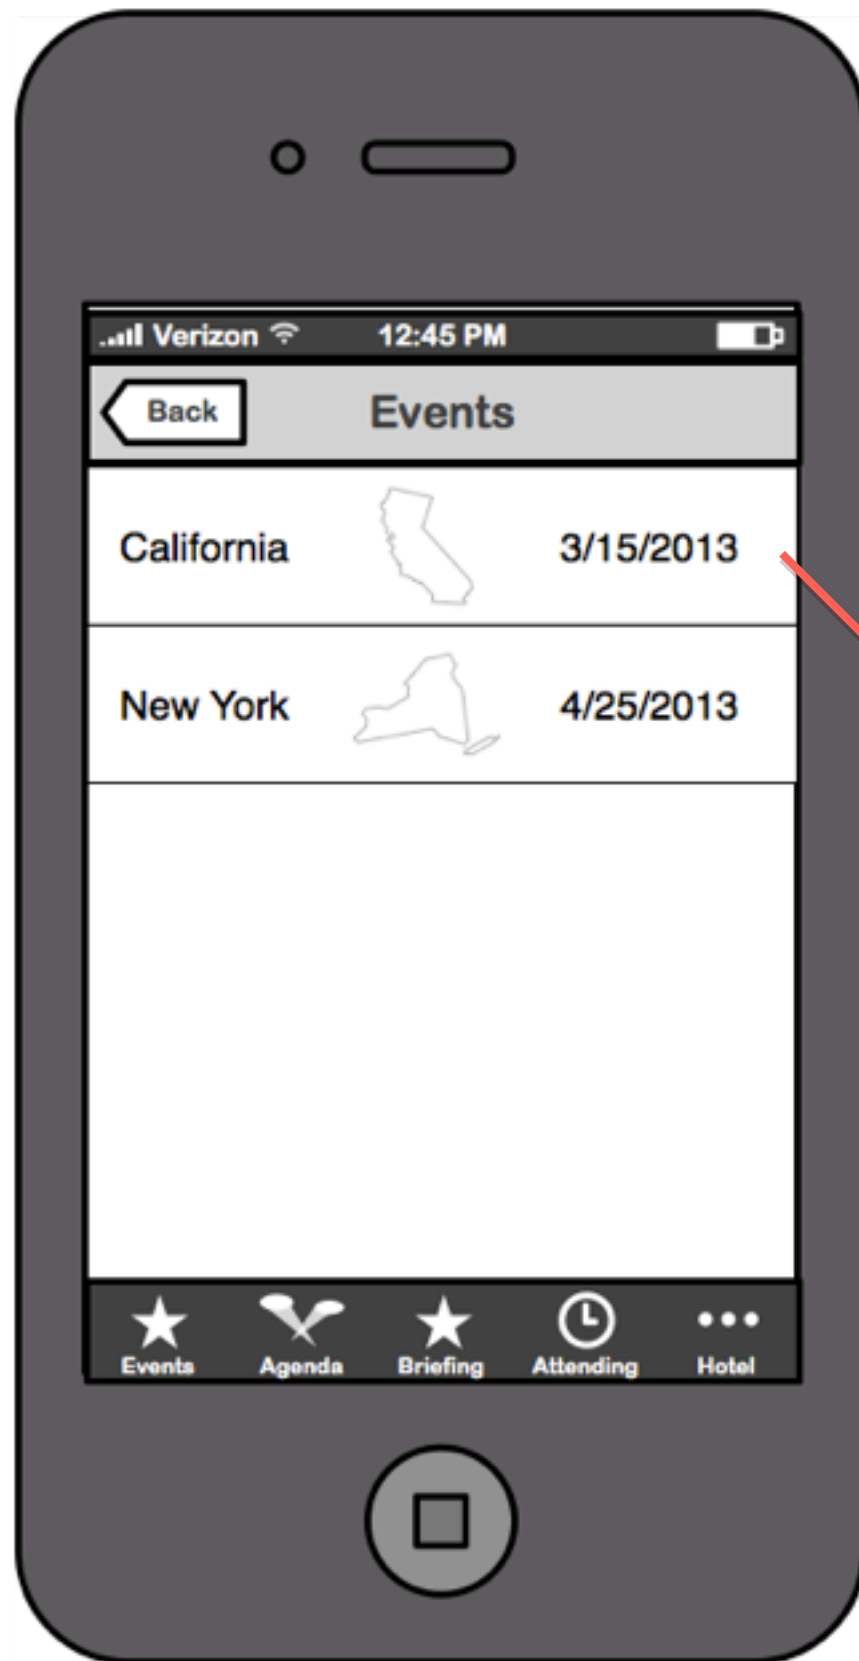 Verizon 12:45 PM
Back Events
California 3/15/2013
New York 4/25/2013
Events Agenda Briefing Attending Hotel